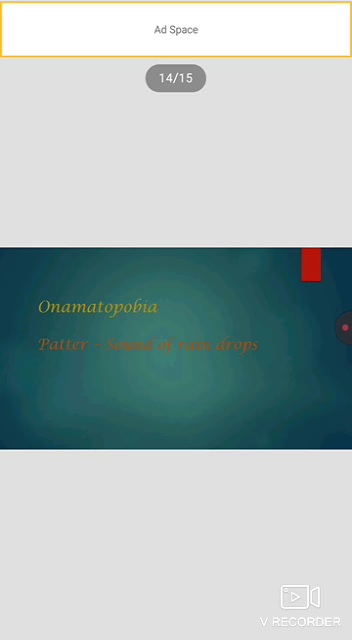 Ad Space
14/15
Onamatopobia
Patter - Sound of rain drops
V RECORDER